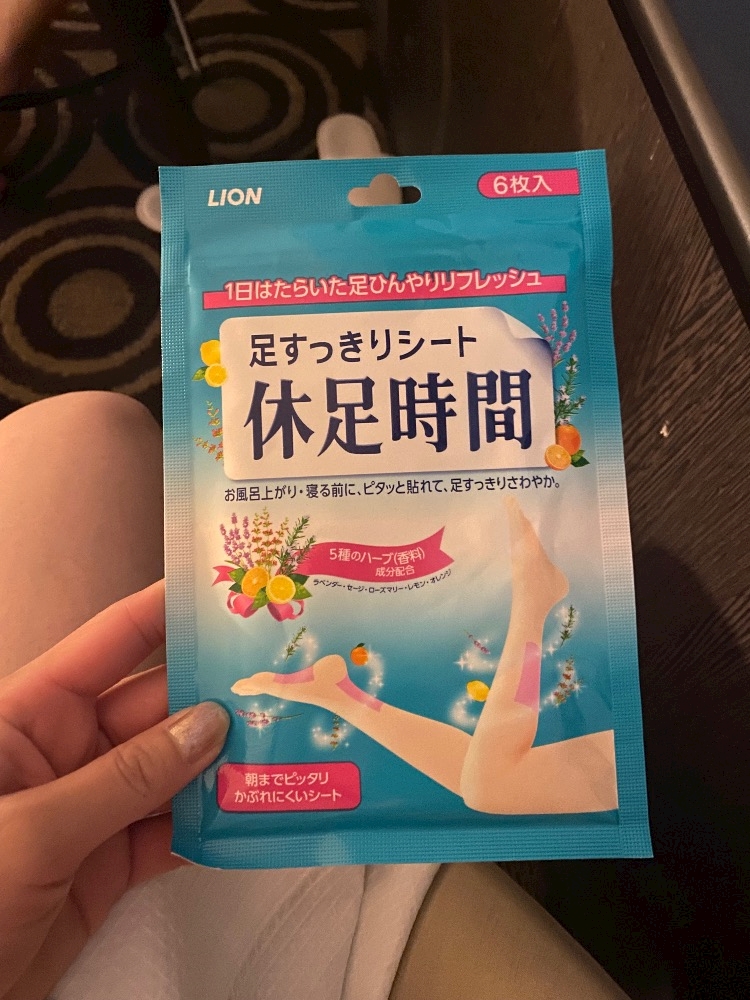 LION
6枚入
1日はたらいた足ひんやりリフレッシュ
足すっきりシート
休足時間
お風呂上がり・寝る前に、ピタッと貼れて、足すっきりさわやか。
5種のハーブ(香料)
成分配合
ラベンダー・セージ・ローズマリー・レモン・オレンジ
朝までピッタリ
かぶれにくいシート